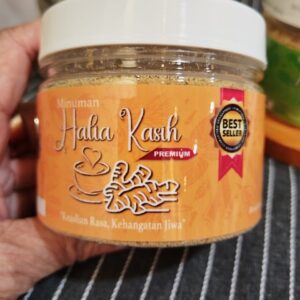 Minuman
Halia Kasih
PREMIUM
BEST
SELLER
"Keaslian Rasa, Kehangatan Jiwa"